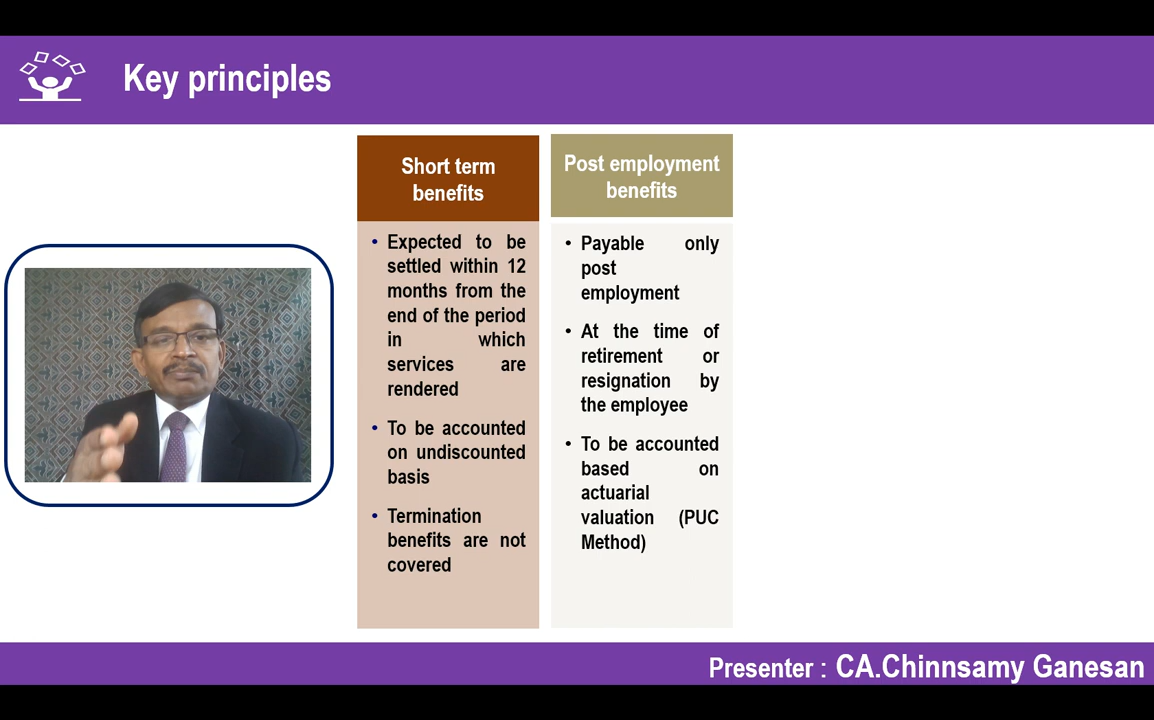 Key principles
Short term
benefits
• Expected to be
settled within 12
months from the
end of the period
in which
services are
rendered
• To be accounted
on undiscounted
basis
• Termination
benefits are not
covered
Post employment
benefits
• Payable only
post
employment
• At the time of
retirement or
resignation by
the employee
• To be accounted
based on
actuarial
valuation (PUC
Method)
Presenter : CA.Chinnsamy Ganesan